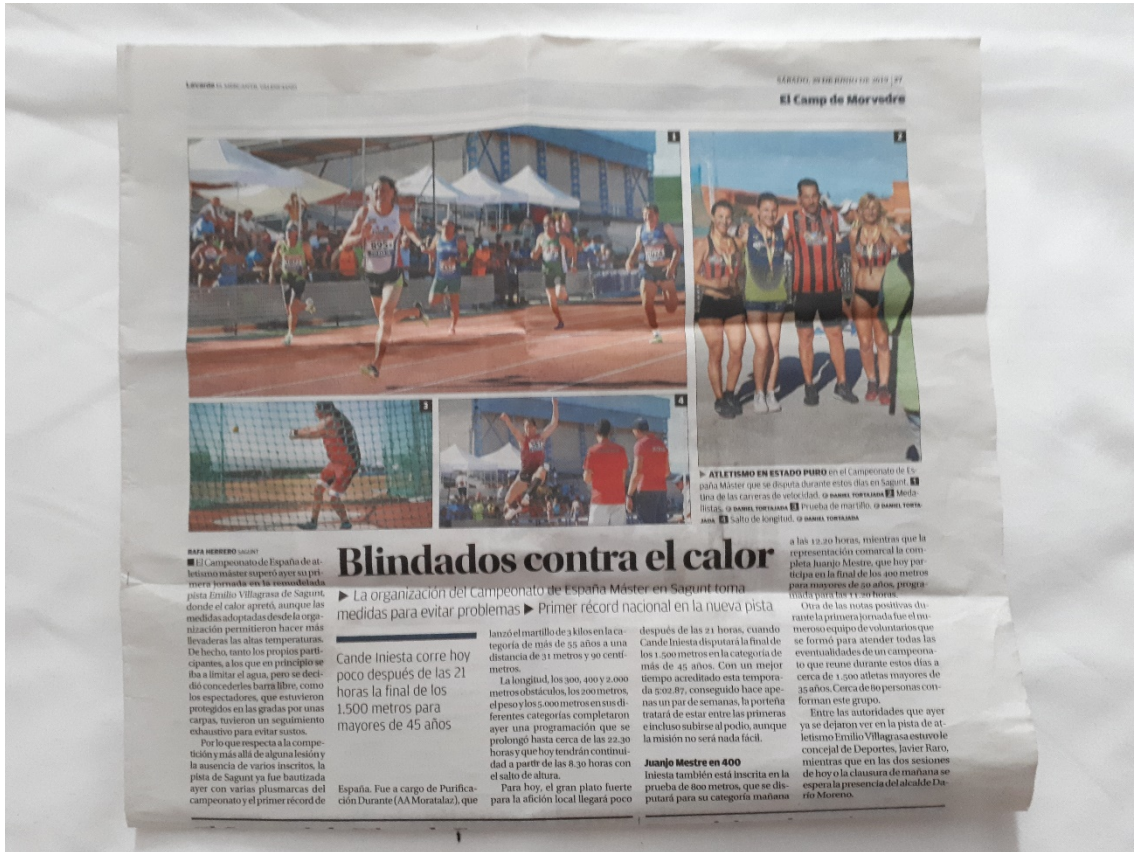 Levante EL MERCANTIL VALENCIANO
SÁBADO, 29 DE JUNIO DE 2019 | 37
El Camp de Morvedre
1
2
3
4
▶ ATLETISMO EN ESTADO PURO en el Campeonato de Es-
paña Máster que se disputa durante estos días en Sagunt. 1
Una de las carreras de velocidad. DANIEL TORTAJADA 2 Meda-
llistas. DANIEL TORTAJADA 3 Prueba de martillo. DANIEL TORTA-
JADA 4 Salto de longitud. DANIEL TORTAJADA
Blindados contra el calor
▶ La organización del Campeonato de España Máster en Sagunt toma
medidas para evitar problemas ▶ Primer récord nacional en la nueva pista
RAFA HERRERO SAGUNT
■ El Campeonato de España de at-
letismo máster superó ayer su pri-
mera jornada en la remodelada
pista Emilio Villagrasa de Sagunt,
donde el calor apretó, aunque las
medidas adoptadas desde la orga-
nización permitieron hacer más
llevaderas las altas temperaturas.
De hecho, tanto los propios parti-
cipantes, a los que en principio se
iba a limitar el agua, pero se deci-
dió concederles barra libre, como
los espectadores, que estuvieron
protegidos en las gradas por unas
carpas, tuvieron un seguimiento
exhaustivo para evitar sustos.
Por lo que respecta a la compe-
tición y más allá de alguna lesión y
la ausencia de varios inscritos, la
pista de Sagunt ya fue bautizada
ayer con varias plusmarcas del
campeonato y el primer récord de
Cande Iniesta corre hoy
poco después de las 21
horas la final de los
1.500 metros para
mayores de 45 años
España. Fue a cargo de Purifica-
ción Durante (AA Moratalaz), que
lanzó el martillo de 3 kilos en la ca-
tegoría de más de 55 años a una
distancia de 31 metros y 90 centí-
metros.
La longitud, los 300, 400 y 2.000
metros obstáculos, los 200 metros,
el peso y los 5.000 metros en sus di-
ferentes categorías completaron
ayer una programación que se
prolongó hasta cerca de las 22.30
horas y que hoy tendrán continui-
dad a partir de las 8.30 horas con
el salto de altura.
Para hoy, el gran plato fuerte
para la afición local llegará poco
después de las 21 horas, cuando
Cande Iniesta disputará la final de
los 1.500 metros en la categoría de
más de 45 años. Con un mejor
tiempo acreditado esta tempora-
da 5:02.87, conseguido hace ape-
nas un par de semanas, la porteña
tratará de estar entre las primeras
e incluso subirse al podio, aunque
la misión no será nada fácil.
Juanjo Mestre en 400
Iniesta también está inscrita en la
prueba de 800 metros, que se dis-
putará para su categoría mañana
a las 12.20 horas, mientras que la
representación comarcal la com-
pleta Juanjo Mestre, que hoy par-
ticipa en la final de los 400 metros
para mayores de 50 años, progra-
mada para las 11.20 horas.
Otra de las notas positivas du-
rante la primera jornada fue el nu-
meroso equipo de voluntarios que
se formó para atender todas las
eventualidades de un campeona-
to que reune durante estos días a
cerca de 1.500 atletas mayores de
35 años. Cerca de 80 personas con-
forman este grupo.
Entre las autoridades que ayer
ya se dejaron ver en la pista de at-
letismo Emilio Villagrasa estuvo le
concejal de Deportes, Javier Raro,
mientras que en las dos sesiones
de hoy o la clausura de mañana se
espera la presencia del alcalde Da-
río Moreno.